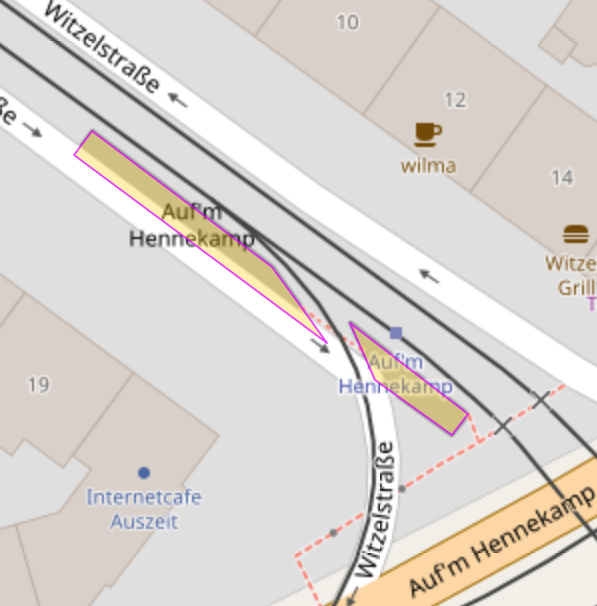 Witzelstraße
10
12
wilma
14
ße
Auf'm
Hennekamp
Witze
Grill
T
Auf'm
Hennekamp
19
Internetcafe
Auszeit
Witzelstraße
Auf'm Hennekamp